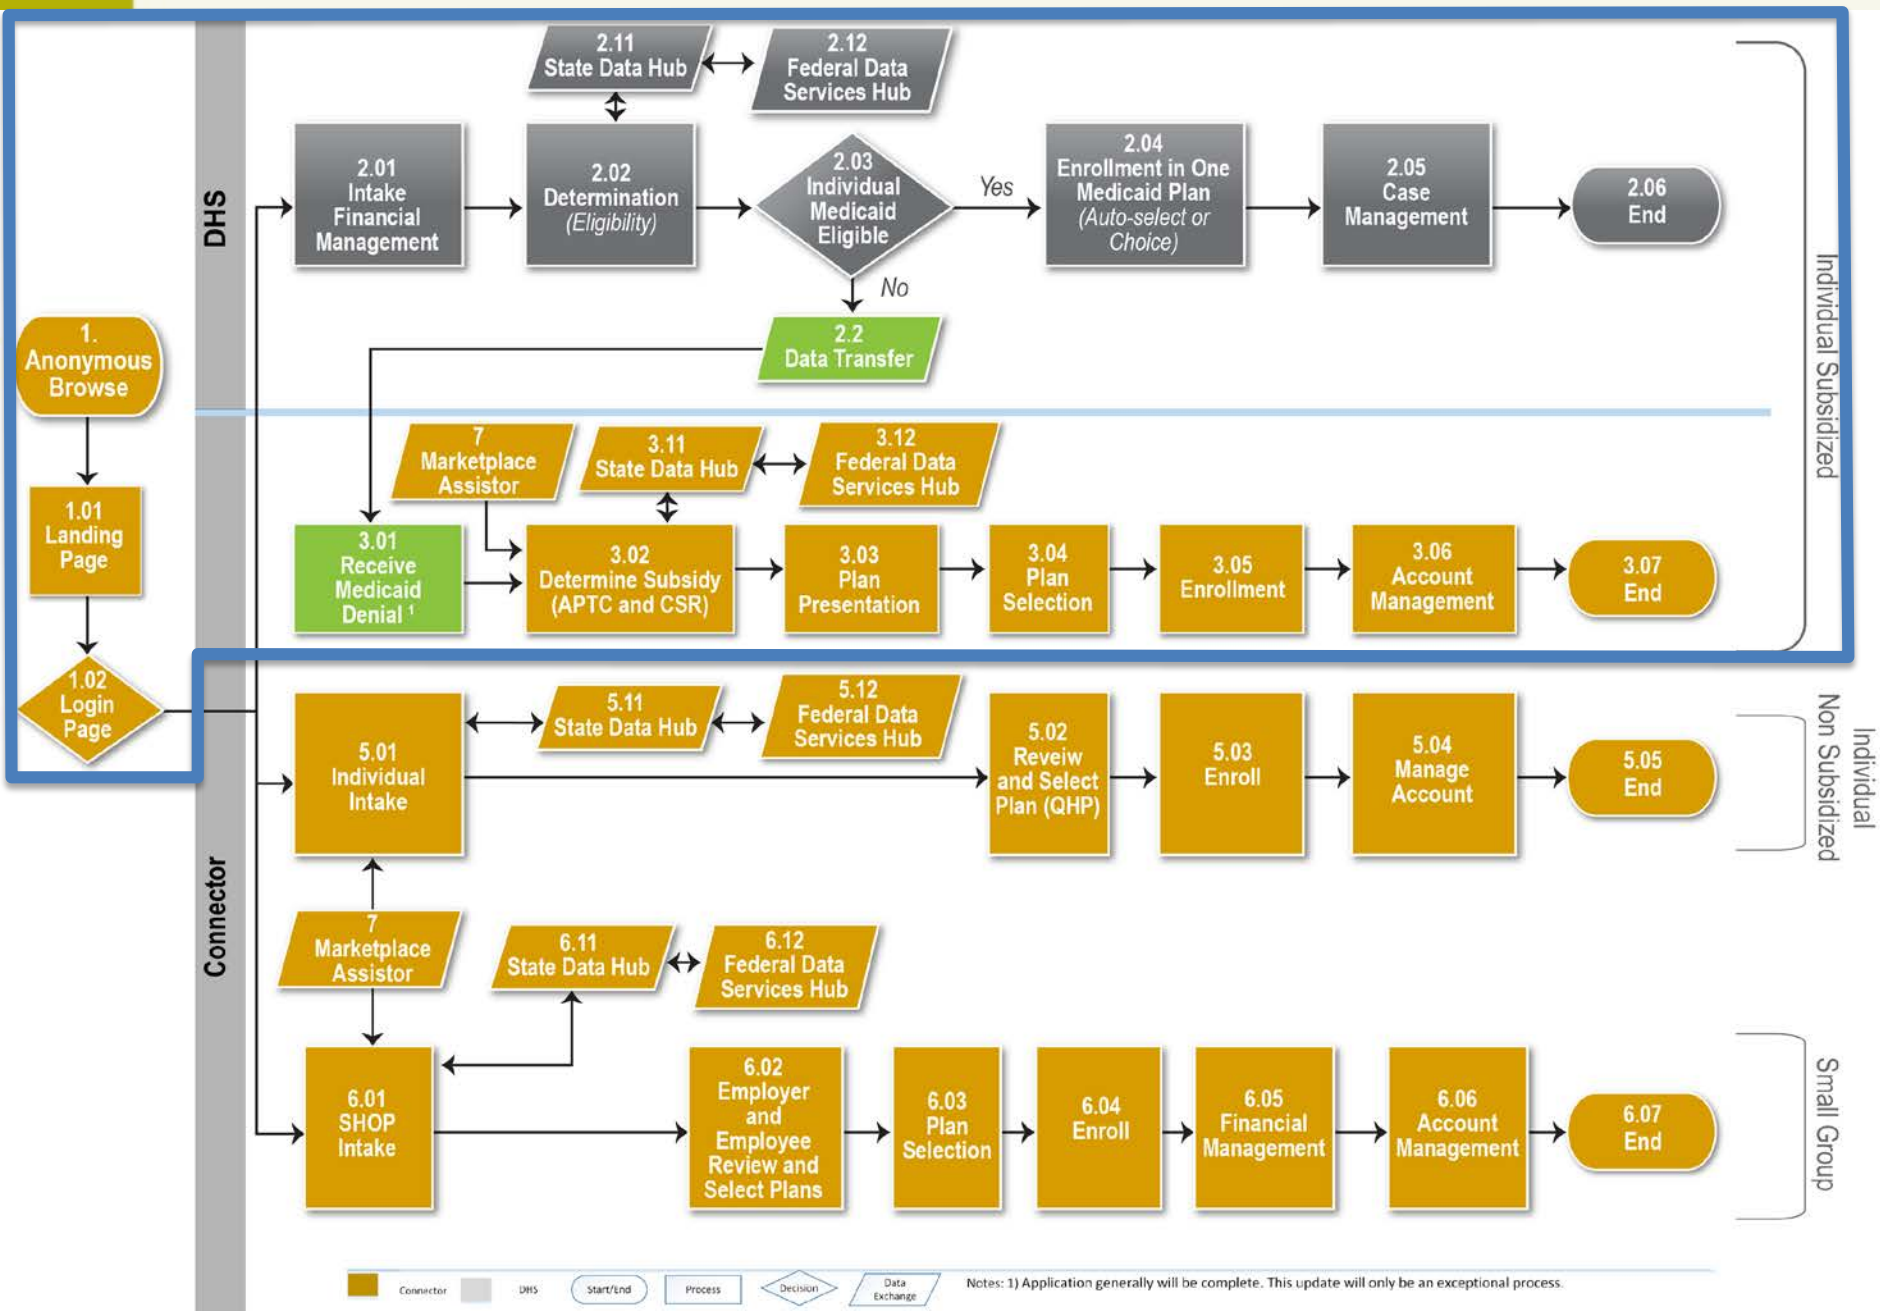 2.11
State Data Hub
2.12
Federal Data
Services Hub
DHS
2.01
Intake
Financial
Management
2.02
Determination
(Eligibility)
2.03
Individual
Medicaid
Eligible
Yes
2.04
Enrollment in One
Medicaid Plan
(Auto-select or
Choice)
2.05
Case
Management
2.06
End
No
2.2
Data Transfer
Individual Subsidized
1.
Anonymous
Browse
1.01
Landing
Page
1.02
Login
Page
7
Marketplace
Assistor
3.11
State Data Hub
3.12
Federal Data
Services Hub
3.01
Receive
Medicaid
Denial ¹
3.02
Determine Subsidy
(APTC and CSR)
3.03
Plan
Presentation
3.04
Plan
Selection
3.05
Enrollment
3.06
Account
Management
3.07
End
Connector
5.01
Individual
Intake
5.11
State Data Hub
5.12
Federal Data
Services Hub
5.02
Reveiw
and Select
Plan (QHP)
5.03
Enroll
5.04
Manage
Account
5.05
End
Individual
Non Subsidized
7
Marketplace
Assistor
6.11
State Data Hub
6.12
Federal Data
Services Hub
6.01
SHOP
Intake
6.02
Employer
and
Employee
Review and
Select Plans
6.03
Plan
Selection
6.04
Enroll
6.05
Financial
Management
6.06
Account
Management
6.07
End
Small Group
Connector
DHS
Start/End
Process
Decision
Data
Exchange
Notes: 1) Application generally will be complete. This update will only be an exceptional process.